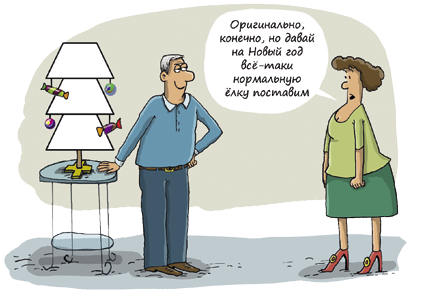 Оригинально,
конечно, но давай
на Новый год
всё-таки
нормальную
ёлку поставим